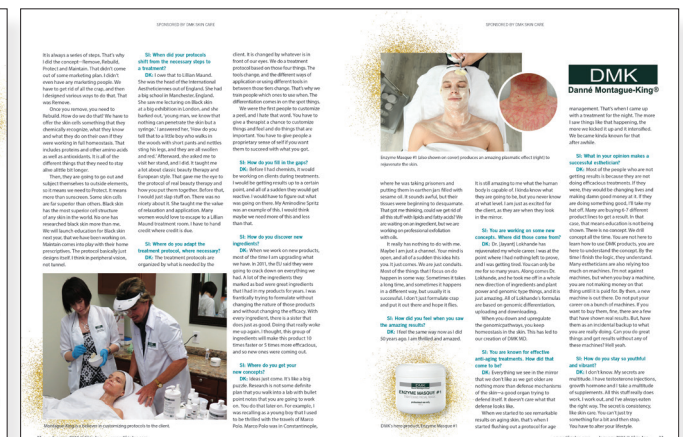 SPONSORED BY DMK SKIN CARE
It is always a series of steps. That's why
I did the concept—Remove, Rebuild,
Protect and Maintain. That didn't come
out of some marketing plan. I didn't
even have any marketing people. We
have to get rid of all the crap, and then
I designed various ways to do that. That
was Remove.
Once you remove, you need to
Rebuild. How do we do that? We have to
offer the skin cells something that they
chemically recognize, what they know
and what they do on their own if they
were working in full homeostasis. That
includes proteins and other amino acids
as well as antioxidants. It is all of the
different things that they need to stay
alive a little bit longer.
Then, they are going to go out and
subject themselves to outside elements,
so it means we need to Protect. It means
more than sunscreen. Some skin cells
are far superior than others. Black skin
has the most superior cell structure
of any skin in the world. No one has
researched black skin more than me.
We will launch education for Black skin
next year, that we have been working on.
Maintain comes into play with their home
prescriptives. The protocol basically just
designs itself. I think in peripheral vision,
not tunnel.
SI: When did your protocols
shift from the necessary steps to
a treatment?
DK: I owe that to Lillian Maund.
She was the head of the International
Aestheticiennes out of England. She had
a big school in Manchester, England.
She saw me lecturing on Black skin
at a big exhibition in London, and she
barked out, 'young man, we know that
nothing can penetrate the skin but a
syringe.' I answered her, 'How do you
tell that to a little boy who walks in
the woods with short pants and nettles
sting his legs, and they are all swollen
and red.' Afterward, she asked me to
visit her stand, and I did. It taught me
a lot about classic beauty therapy and
European style. That gave me the eye to
the protocol of real beauty therapy and
how you put them together. Before that,
I would just slap stuff on. There was no
nicety about it. She taught me the value
of relaxation and application. Many
women would love to escape to a Lillian
Maund treatment room. I have to hand
credit where credit is due.
SI: Where do you adapt the
treatment protocol, where necessary?
DK: The treatment protocols are
organized by what is needed by the
client. It is changed by whatever is in
front of our eyes. We do a treatment
protocol based on those four things. The
tools change, and the different ways of
application or using different tools in
between those tien change. That's why we
train people which ones to use when. The
differentiation comes in on the spot things.
We were the first people to customize
a peel, and I hate that word. You have to
give a therapist a chance to customize
things and feel and do things that are
important. You have to give people a
proprietary sense of self if you want
them to succeed with what you got.
SI: How do you fill in the gaps?
DK: Before I had chemists, it would
be working on clients during treatments.
I would be getting results up to a certain
point, and all of a sudden they would get
reactive. I would have to figure out what
was going on there. My Amino dine Spritz
was an example of this. I would think
maybe we need more of this and less
than that.
SI: How do you discover new
ingredients?
DK: When we work on new products,
most of the time I am upgrading what
we have. In 2011, the EU said they were
going to crack down on everything we
had. A lot of the ingredients they
marked as bad were great ingredients
that I had in my products for years. I was
frantically trying to formulate without
changing the nature of those products
and without changing the efficacy. With
every ingredient, there is a sister that
does just as good. Doing that really woke
me up again. I thought, this group of
ingredients will make this product 10
times faster or 5 times more efficacious,
and so new ones were coming out.
SI: Where do you get your
new concepts?
DK: Ideas just come. It's like a big
puzzle. Research is not some definite
plan that you walk into a lab with bullet
point notes that you are going to work
on. You do that later on. For example, I
was recalling as a young boy that I used
to be thrilled with the travels of Marco
Polo. Marco Polo was in Constantinople,
Montague-King is a believer in customizing protocols to the client.
SPONSORED BY DMK SKIN CARE
Enzyme Masque #1 (also shown on cover) produces an amazing plasmatic effect (right) to
rejuvenate the skin.
where he was taking prisoners and
putting them in earthen jars filled with
sesame oil. It sounds awful, but their
tissues were beginning to desquamate.
That got me thinking, could we get rid of
all this stuff with lipids and fatty acids? We
are waiting on an ingredient, but we are
working on professional exfoliation
with oils.
It really has nothing to do with me.
Maybe I am just a channel. Your mind is
open, and all of a sudden this idea hits
you. It just comes. We are just conduits.
Most of the things that I focus on do
happen in some way. Sometimes it takes
a long time, and sometimes it happens
in a different way, but usually it is
successful. I don't just formulate crap
and put it out there and hope it flies.
SI: How did you feel when you saw
the amazing results?
DK: I feel the same way now as I did
50 years ago: I am thrilled and amazed.
ENZYME MASQUE #1
DMK's hero product, Enzyme Masque #1
It is still amazing to me what the human
body is capable of. I kinda know what
they are going to be, but you never know
at what level. I am just as excited for
the client, as they are when they look
in the mirror.
SI: You are working on some new
concepts. Where did those come from?
DK: Dr. (Jayant) Lokhande has
rejuvenated my whole career. I was at the
point where I had nothing left to prove,
and I was getting tired. You can only be
me for so many years. Along comes Dr.
Lokhande, and he took me off in a whole
new direction of ingredients and plant
power and genomic type things, and it is
just amazing. All of Lokhande's formulas
are based on genomic differentiation,
uploading and downloading.
When you down and upregulate
the genomic pathways, you keep
homeostasis in the skin. This has led to
our creation of DMK MD.
SI: You are known for effective
anti-aging treatments. How did that
come to be?
DK: Everything we see in the mirror
that we don't like as we get older are
nothing more than defense mechanisms
of the skin—a good organ trying to
defend itself. It doesn't care what that
defense looks like.
When we started to see remarkable
results on aging skin, that's when I
started flushing out a protocol for age
DMK
Danné Montague-King®
management. That's when I came up
with a treatment for the night. The more
I saw things like that happening, the
more we kicked it up and it intensified.
We became kinda known for that
after awhile.
SI: What in your opinion makes a
successful esthetician?
DK: Most of the people who are not
getting results is because they are not
doing efficacious treatments. If they
were, they would be changing lives and
making damn good money at it. If they
are doing something good, I'll take my
hat off. Many are buying 6-7 different
product lines to get a result. In that
case, that means education is not being
shown. There is no concept. We drill
concept all the time. You are not here to
learn how to use DMK products, you are
here to understand the concept. By the
time I finish the logic, they understand.
Many estheticians are also relying too
much on machines. I'm not against
machines, but when you buy a machine,
you are not making money on that
thing until it is paid for. By then, a new
machine is out there. Do not put your
career on a bunch of machines. If you
want to buy them, fine, there are a few
that have shown real results. But, have
them as an incidental backup to what
you are really doing. Can you do great
things and get results without any of
these machines? Hell yeah.
SI: How do you stay so youthful
and vibrant?
DK: I don't know. My secrets are
multitude. I have testosterone injections,
growth hormones and I take a multitude
of supplements. All this stuff really does
work. I work out, and I've always eaten
the right way. The secret is consistency,
like skin care. You can't just try
something for a bit and then stop.
You have to alter your lifestyle.